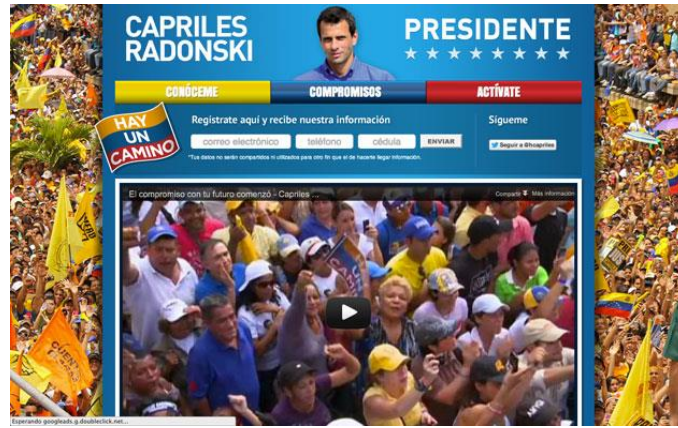 CAPRILES
RADONSKI
PRESIDENTE
CONÓCEME
COMPROMISOS
ACTÍVATE
HAY
UN
CAMINO
Regístrate aquí y recibe nuestra información
Sígueme
correo electrónico
teléfono
cédula
ENVIAR
Seguir a @hcapriles
*Tus datos no serán compartidos ni utilizados para otro fin que el de hacerte llegar información.
El compromiso con tu futuro comenzó - Capriles ...
Compartir
Más información
UN
CAMINO
Esperando googleads.g.doubleclick.net...